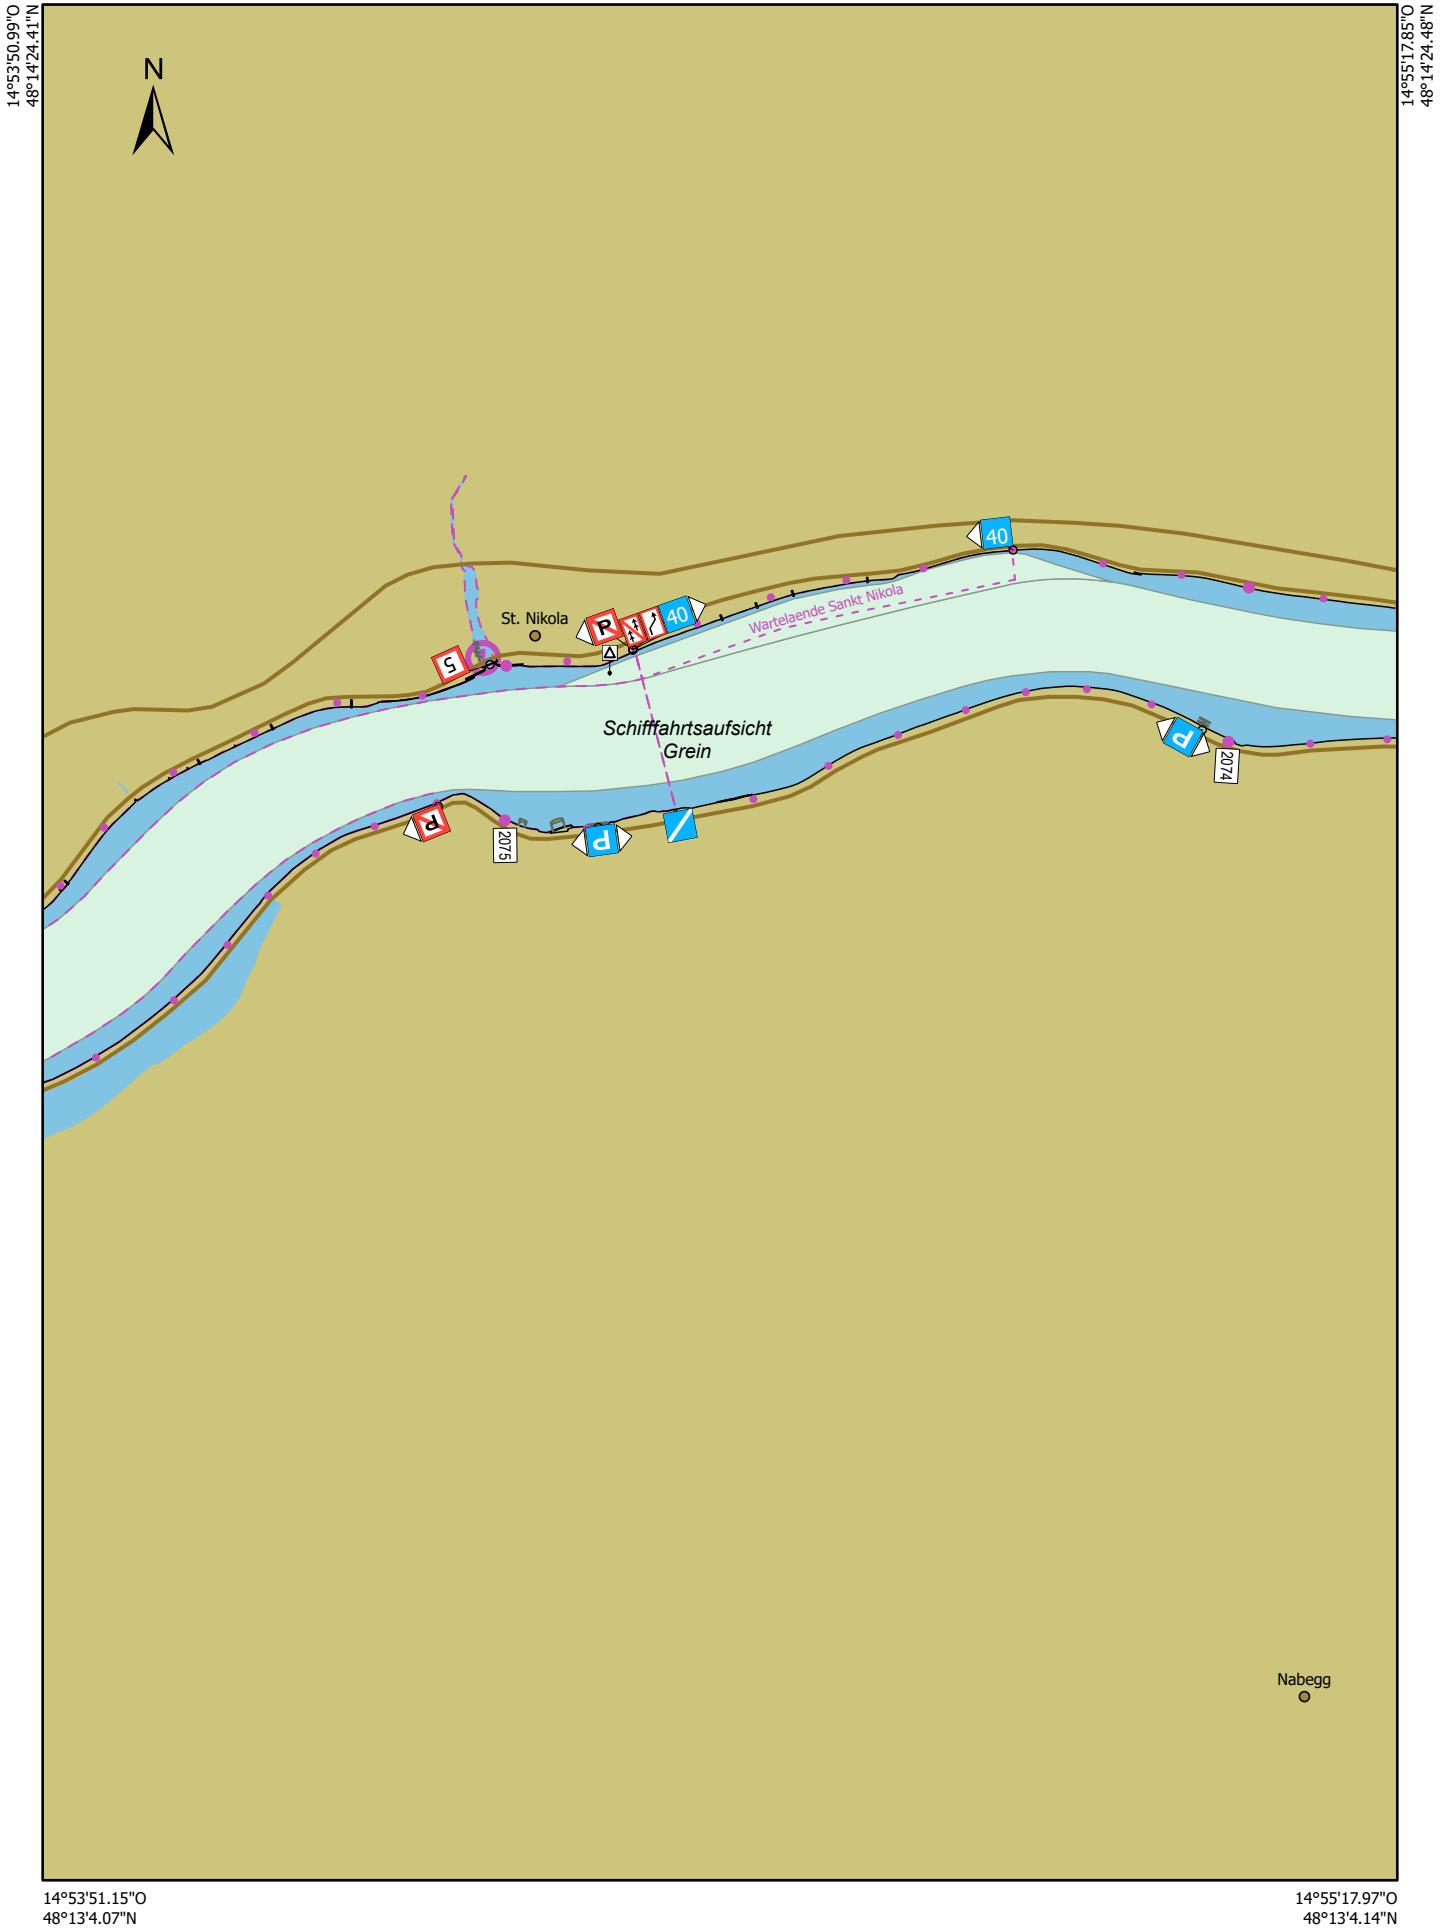 14°53'50.99"O
48°14'24.41"N
14°55'17.85"O
48°14'24.48"N
N
40
St. Nikola
P
40
Wartelaende Sankt Nikola
5
Schifffahrtsaufsicht
Grein
P
2074
P
2075
P
Nabegg
14°53'51.15"O
48°13'4.07"N
14°55'17.97"O
48°13'4.14"N